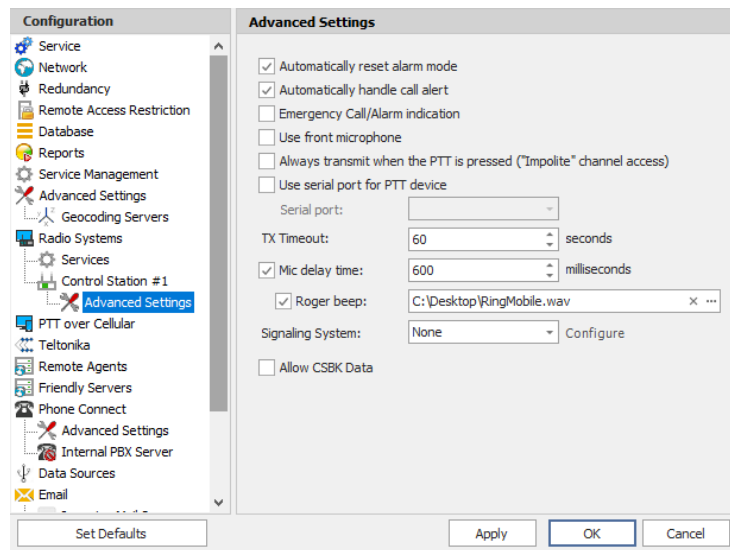 Configuration
Service
Network
Redundancy
Remote Access Restriction
Database
Reports
Service Management
Advanced Settings
Geocoding Servers
Radio Systems
Services
Control Station #1
Advanced Settings
PTT over Cellular
Teltonika
Remote Agents
Friendly Servers
Phone Connect
Advanced Settings
Internal PBX Server
Data Sources
Email
Set Defaults
Advanced Settings
Automatically reset alarm mode
Automatically handle call alert
Emergency Call/Alarm indication
Use front microphone
Always transmit when the PTT is pressed ("Impolite" channel access)
Use serial port for PTT device
Serial port:
TX Timeout: 60 seconds
Mic delay time: 600 milliseconds
Roger beep: C:\Desktop\RingMobile.wav
Signaling System: None Configure
Allow CSBK Data
Apply OK Cancel